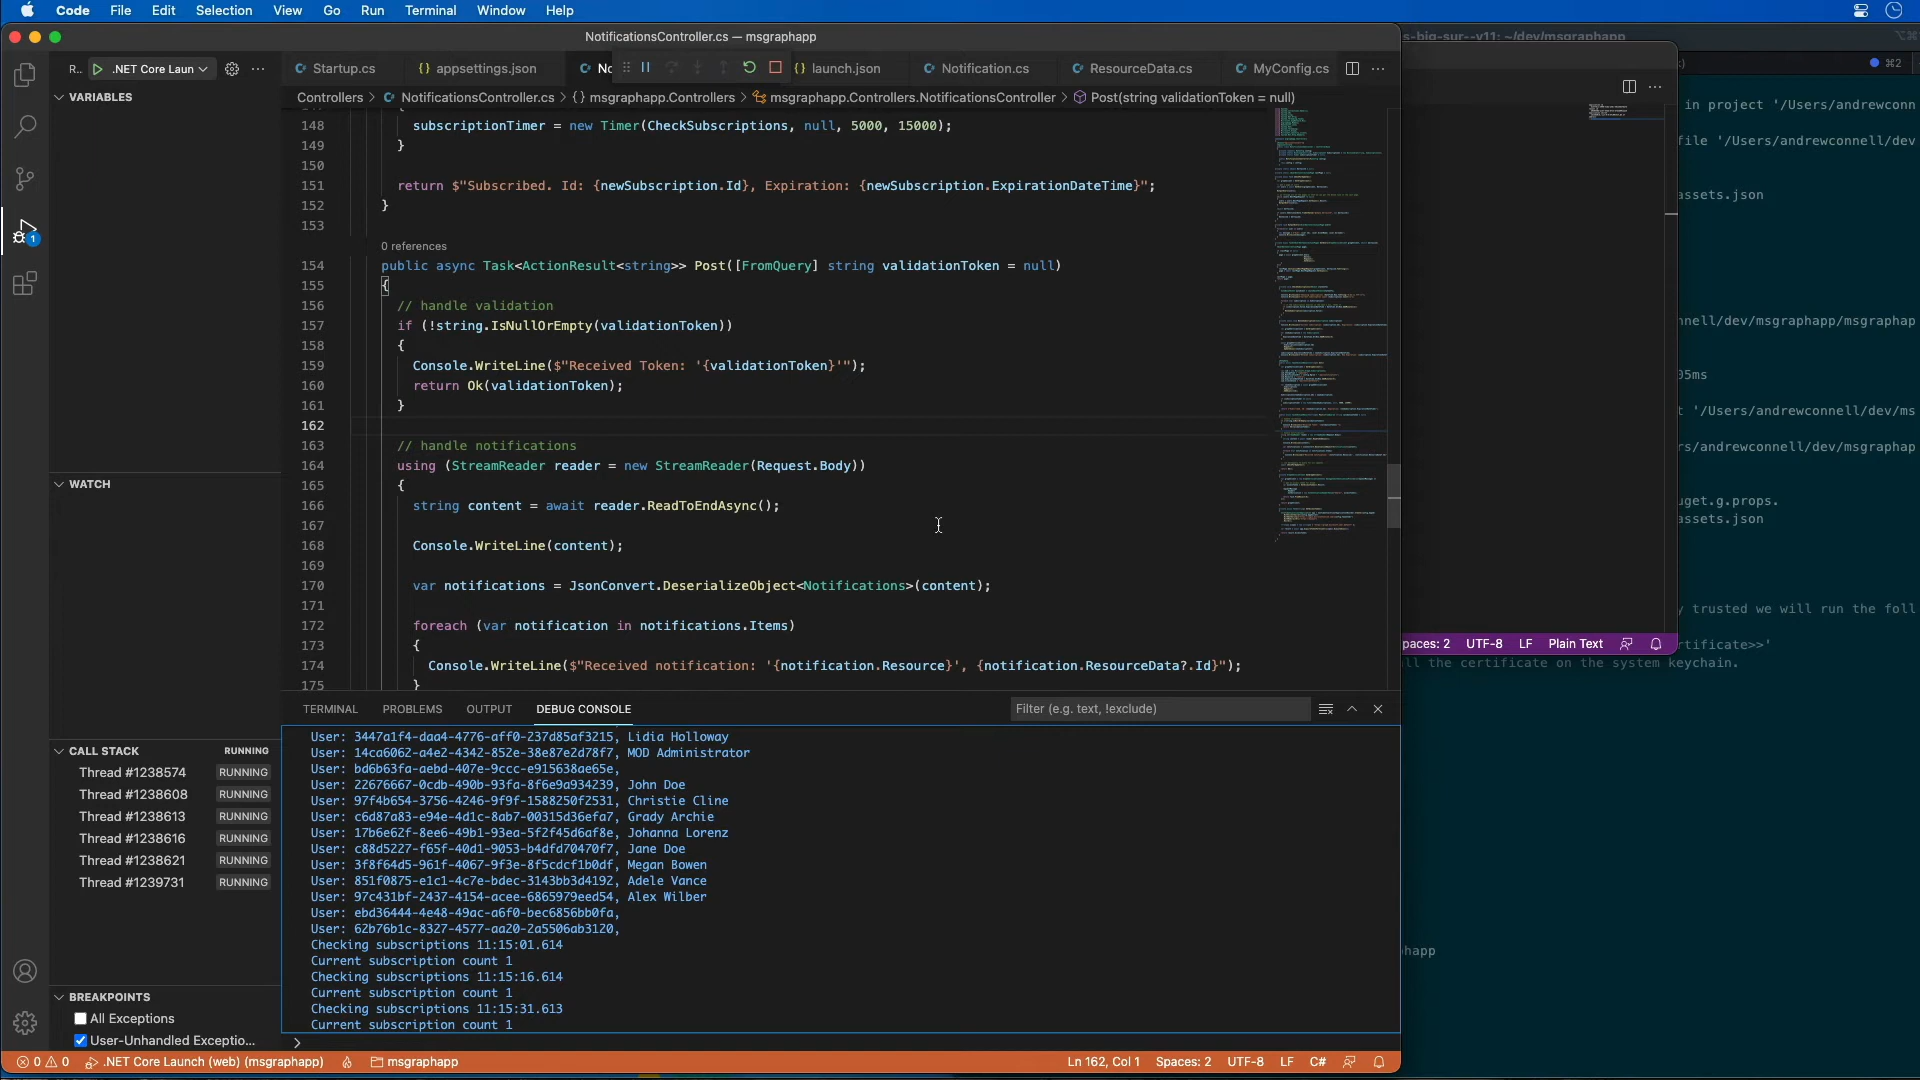 Code File Edit Selection View Go Run Terminal Window Help
NotificationsController.cs — msgraphapp
s-big-sur--v11: ~/dev/msgraphapp
R.. .NET Core Laun
Startup.cs {} appsettings.json No {} launch.json Notification.cs ResourceData.cs MyConfig.cs
⌘2
VARIABLES
Controllers > NotificationsController.cs > {} msgraphapp.Controllers > msgraphapp.Controllers.NotificationsController > Post(string validationToken = null)
148 subscriptionTimer = new Timer(CheckSubscriptions, null, 5000, 15000);
149 }
150
151 return $"Subscribed. Id: {newSubscription.Id}, Expiration: {newSubscription.ExpirationDateTime}";
152 }
153
0 references
154 public async Task<ActionResult<string>> Post([FromQuery] string validationToken = null)
155 {
156 // handle validation
157 if (!string.IsNullOrEmpty(validationToken))
158 {
159 Console.WriteLine($"Received Token: '{validationToken}'");
160 return Ok(validationToken);
161 }
162
163 // handle notifications
164 using (StreamReader reader = new StreamReader(Request.Body))
165 {
166 string content = await reader.ReadToEndAsync();
167
168 Console.WriteLine(content);
169
170 var notifications = JsonConvert.DeserializeObject<Notifications>(content);
171
172 foreach (var notification in notifications.Items)
173 {
174 Console.WriteLine($"Received notification: '{notification.Resource}', {notification.ResourceData?.Id}");
175 }
in project '/Users/andrewconn
file '/Users/andrewconnell/dev
assets.json
nell/dev/msgraphapp/msgraphap
05ms
t '/Users/andrewconnell/dev/ms
rs/andrewconnell/dev/msgraphap
uget.g.props.
assets.json
y trusted we will run the foll
paces: 2 UTF-8 LF Plain Text
ertificate>>'
ll the certificate on the system keychain.
happ
WATCH
CALL STACK RUNNING
Thread #1238574 RUNNING
Thread #1238608 RUNNING
Thread #1238613 RUNNING
Thread #1238616 RUNNING
Thread #1238621 RUNNING
Thread #1239731 RUNNING
BREAKPOINTS
All Exceptions
User-Unhandled Exceptio...
TERMINAL PROBLEMS OUTPUT DEBUG CONSOLE Filter (e.g. text, !exclude)
User: 3447a1f4-daa4-4776-aff0-237d85af3215, Lidia Holloway
User: 14ca6062-a4e2-4342-852e-38e87e2d78f7, MOD Administrator
User: bd6b63fa-aebd-407e-9ccc-e915638ae65e,
User: 22676667-0cdb-490b-93fa-8f6e9a934239, John Doe
User: 97f4b654-3756-4246-9f9f-1588250f2531, Christie Cline
User: c6d87a83-e94e-4d1c-8ab7-00315d36efa7, Grady Archie
User: 17b6e62f-8ee6-49b1-93ea-5f2f45d6af8e, Johanna Lorenz
User: c88d5227-f65f-40d1-9053-b4dfd70470f7, Jane Doe
User: 3f8f64d5-961f-4067-9f3e-8f5cdcf1b0df, Megan Bowen
User: 851f0875-e1c1-4c7e-bdec-3143bb3d4192, Adele Vance
User: 97c431bf-2437-4154-acee-6865979eed54, Alex Wilber
User: ebd36444-4e48-49ac-a6f0-bec6856bb0fa,
User: 62b76b1c-8327-4577-aa20-2a5506ab3120,
Checking subscriptions 11:15:01.614
Current subscription count 1
Checking subscriptions 11:15:16.614
Current subscription count 1
Checking subscriptions 11:15:31.613
Current subscription count 1
0 0 .NET Core Launch (web) (msgraphapp) msgraphapp
Ln 162, Col 1 Spaces: 2 UTF-8 LF C#